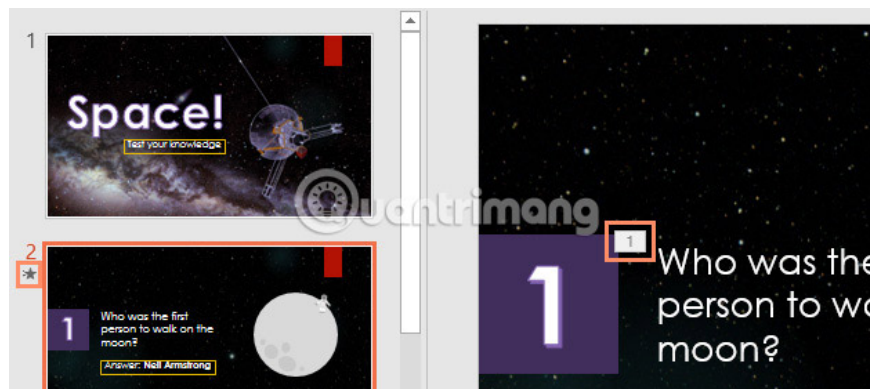 1
Space!
Test your knowledge
2
1
Who was the first
person to walk on the
moon?
Answer: Neil Armstrong
uantrimang
1
1
Who was the
person to wa
moon?